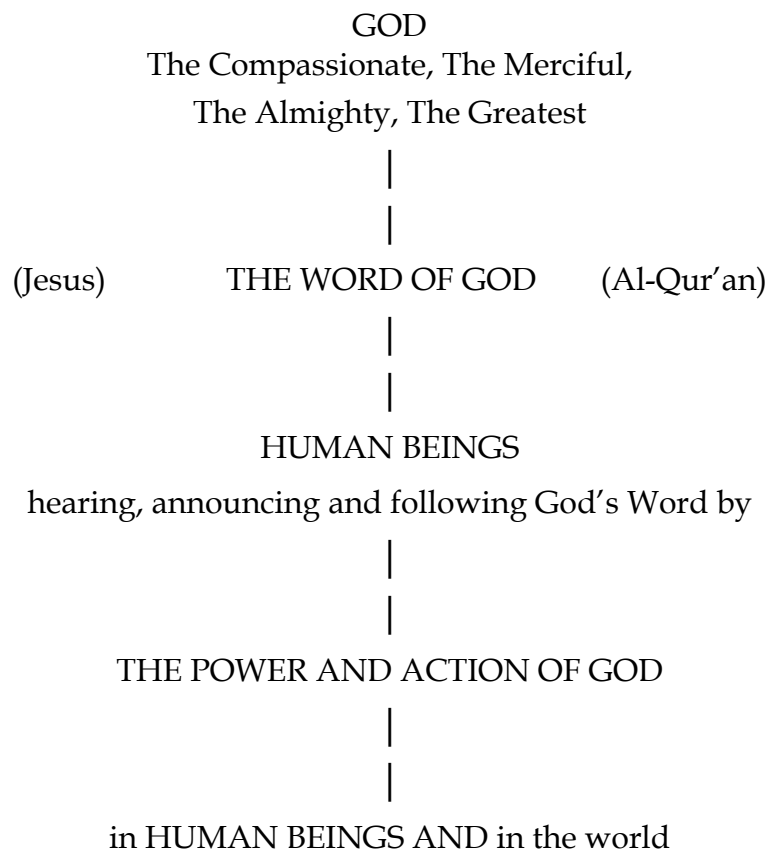 GOD
The Compassionate, The Merciful,
The Almighty, The Greatest
(Jesus) THE WORD OF GOD (Al-Qur’an)
HUMAN BEINGS
hearing, announcing and following God’s Word by
THE POWER AND ACTION OF GOD
in HUMAN BEINGS AND in the world